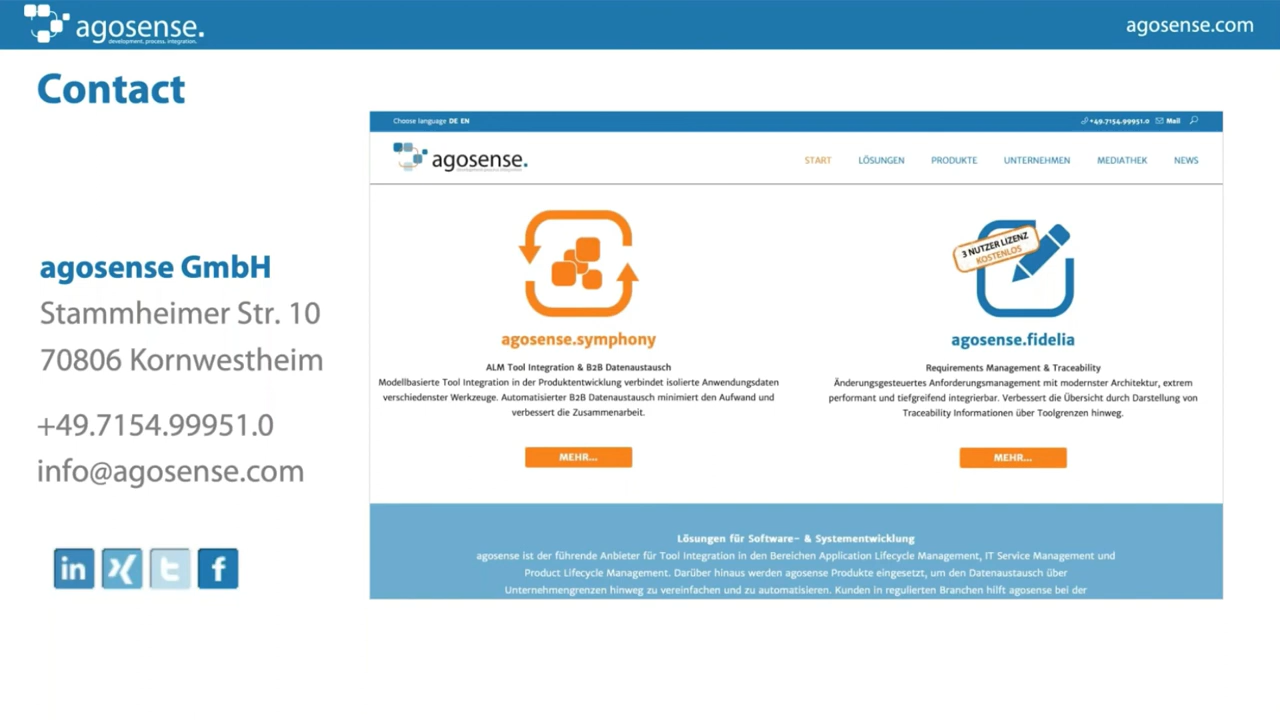 agosense.
development. process. integration.
agosense.com
Contact
agosense GmbH
Stammheimer Str. 10
70806 Kornwestheim
+49.7154.99951.0
info@agosense.com
in
t
f
Choose language DE EN
+49.7154.99951.0 Mail
agosense.
START LÖSUNGEN PRODUKTE UNTERNEHMEN MEDIATHEK NEWS
agosense.symphony
ALM Tool Integration & B2B Datenaustausch
Modellbasierte Tool Integration in der Produktentwicklung verbindet isolierte Anwendungsdaten
verschiedenster Werkzeuge. Automatisierter B2B Datenaustausch minimiert den Aufwand und
verbessert die Zusammenarbeit.
MEHR...
3 NUTZER LIZENZ
KOSTENLOS
agosense.fidelia
Requirements Management & Traceability
Änderungsgesteuertes Anforderungsmanagement mit modernster Architektur, extrem
performant und tiefgreifend integrierbar. Verbessert die Übersicht durch Darstellung von
Traceability Informationen über Toolgrenzen hinweg.
MEHR...
Lösungen für Software- & Systementwicklung
agosense ist der führende Anbieter für Tool Integration in den Bereichen Application Lifecycle Management, IT Service Management und
Product Lifecycle Management. Darüber hinaus werden agosense Produkte eingesetzt, um den Datenaustausch über
Unternehmengrenzen hinweg zu vereinfachen und zu automatisieren. Kunden in regulierten Branchen hilft agosense bei der